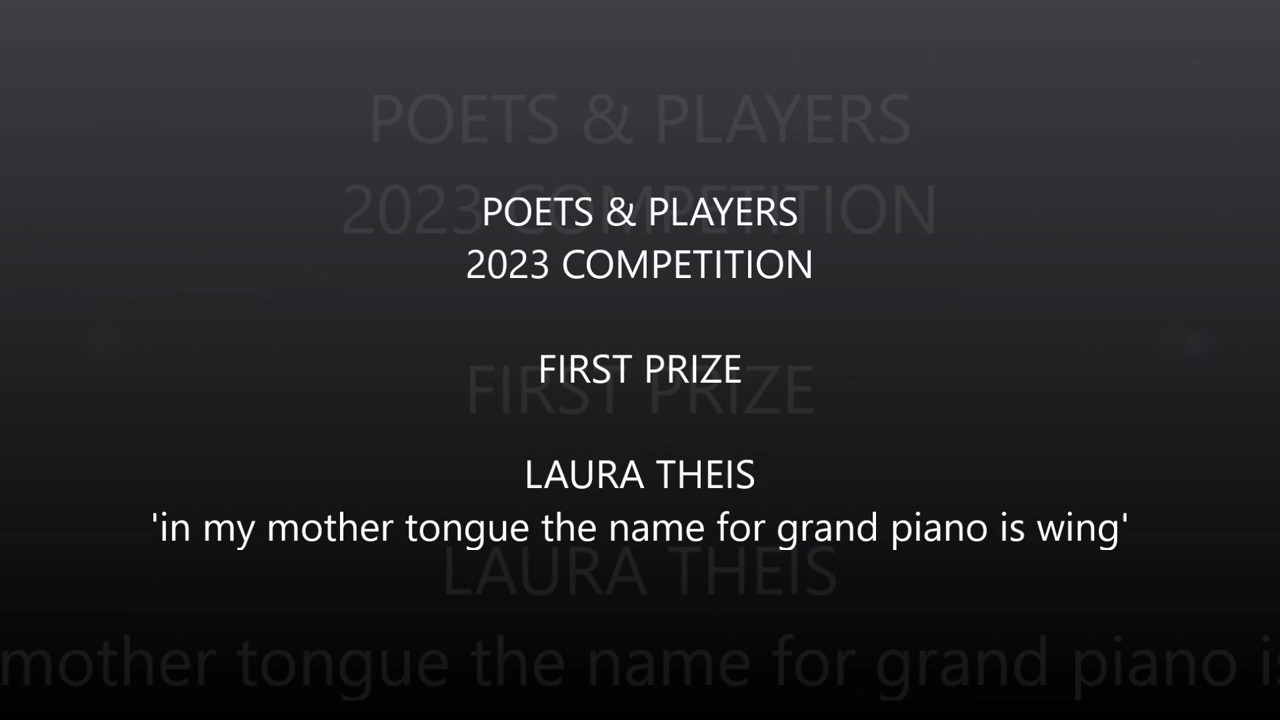 POETS & PLAYERS
2023 COMPETITION
FIRST PRIZE
LAURA THEIS
'in my mother tongue the name for grand piano is wing'